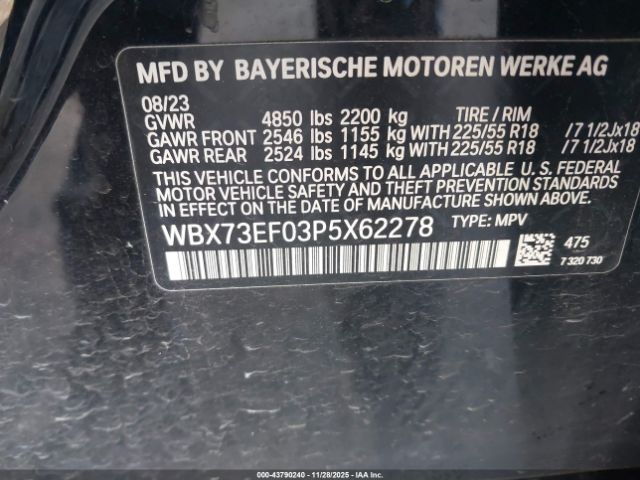 MFD BY BAYERISCHE MOTOREN WERKE AG
08/23
GVWR 4850 lbs 2200 kg TIRE / RIM
GAWR FRONT 2546 lbs 1155 kg WITH 225/55 R18 /7 1/2Jx18
GAWR REAR 2524 lbs 1145 kg WITH 225/55 R18 /7 1/2Jx18
THIS VEHICLE CONFORMS TO ALL APPLICABLE U. S. FEDERAL
MOTOR VEHICLE SAFETY AND THEFT PREVENTION STANDARDS
IN EFFECT ON THE DATE OF MANUFACTURE SHOWN ABOVE.
WBX73EF03P5X62278 TYPE: MPV
475
7 320 730
000-43790240 - 11/28/2025 - IAAI.CA